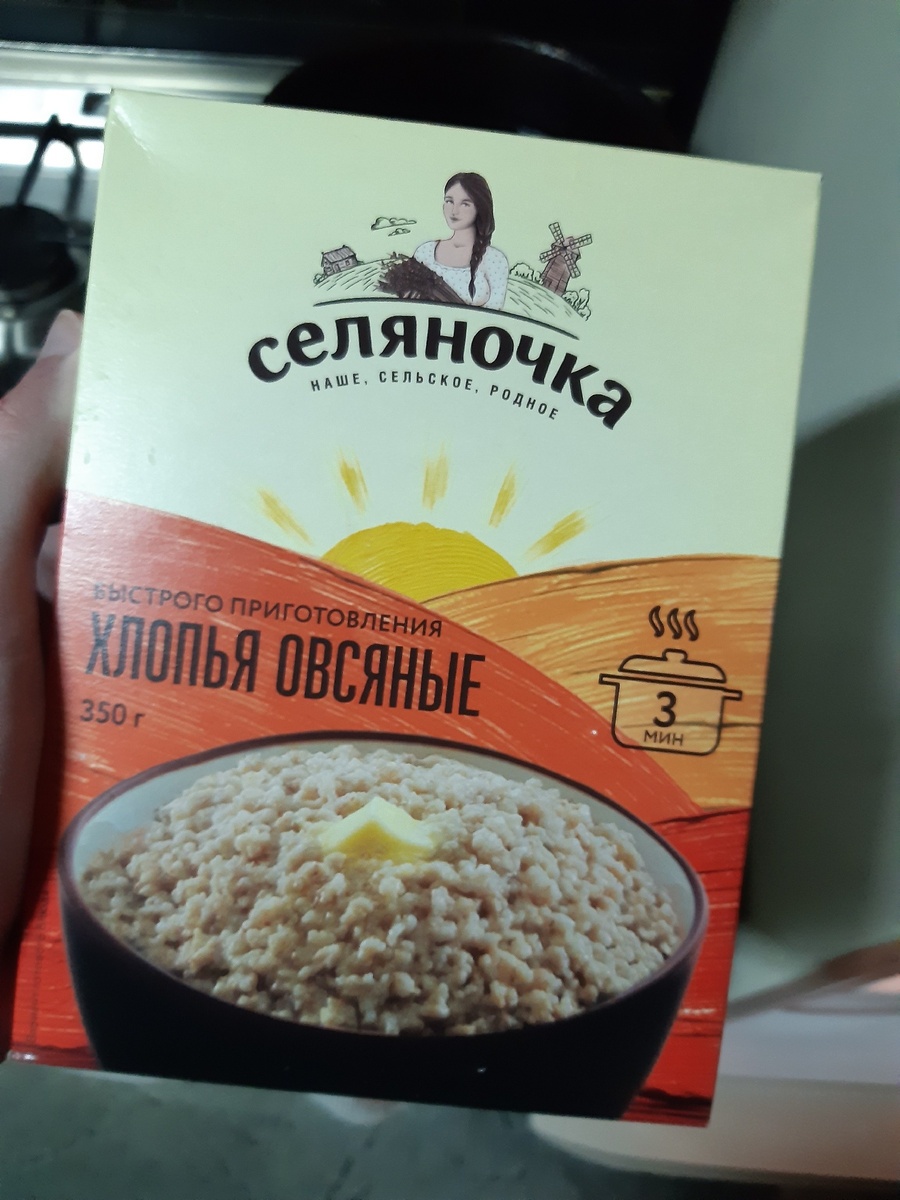 селяночка
НАШЕ, СЕЛЬСКОЕ, РОДНОЕ
БЫСТРОГО ПРИГОТОВЛЕНИЯ
ХЛОПЬЯ ОВСЯНЫЕ
350 г
3
МИН